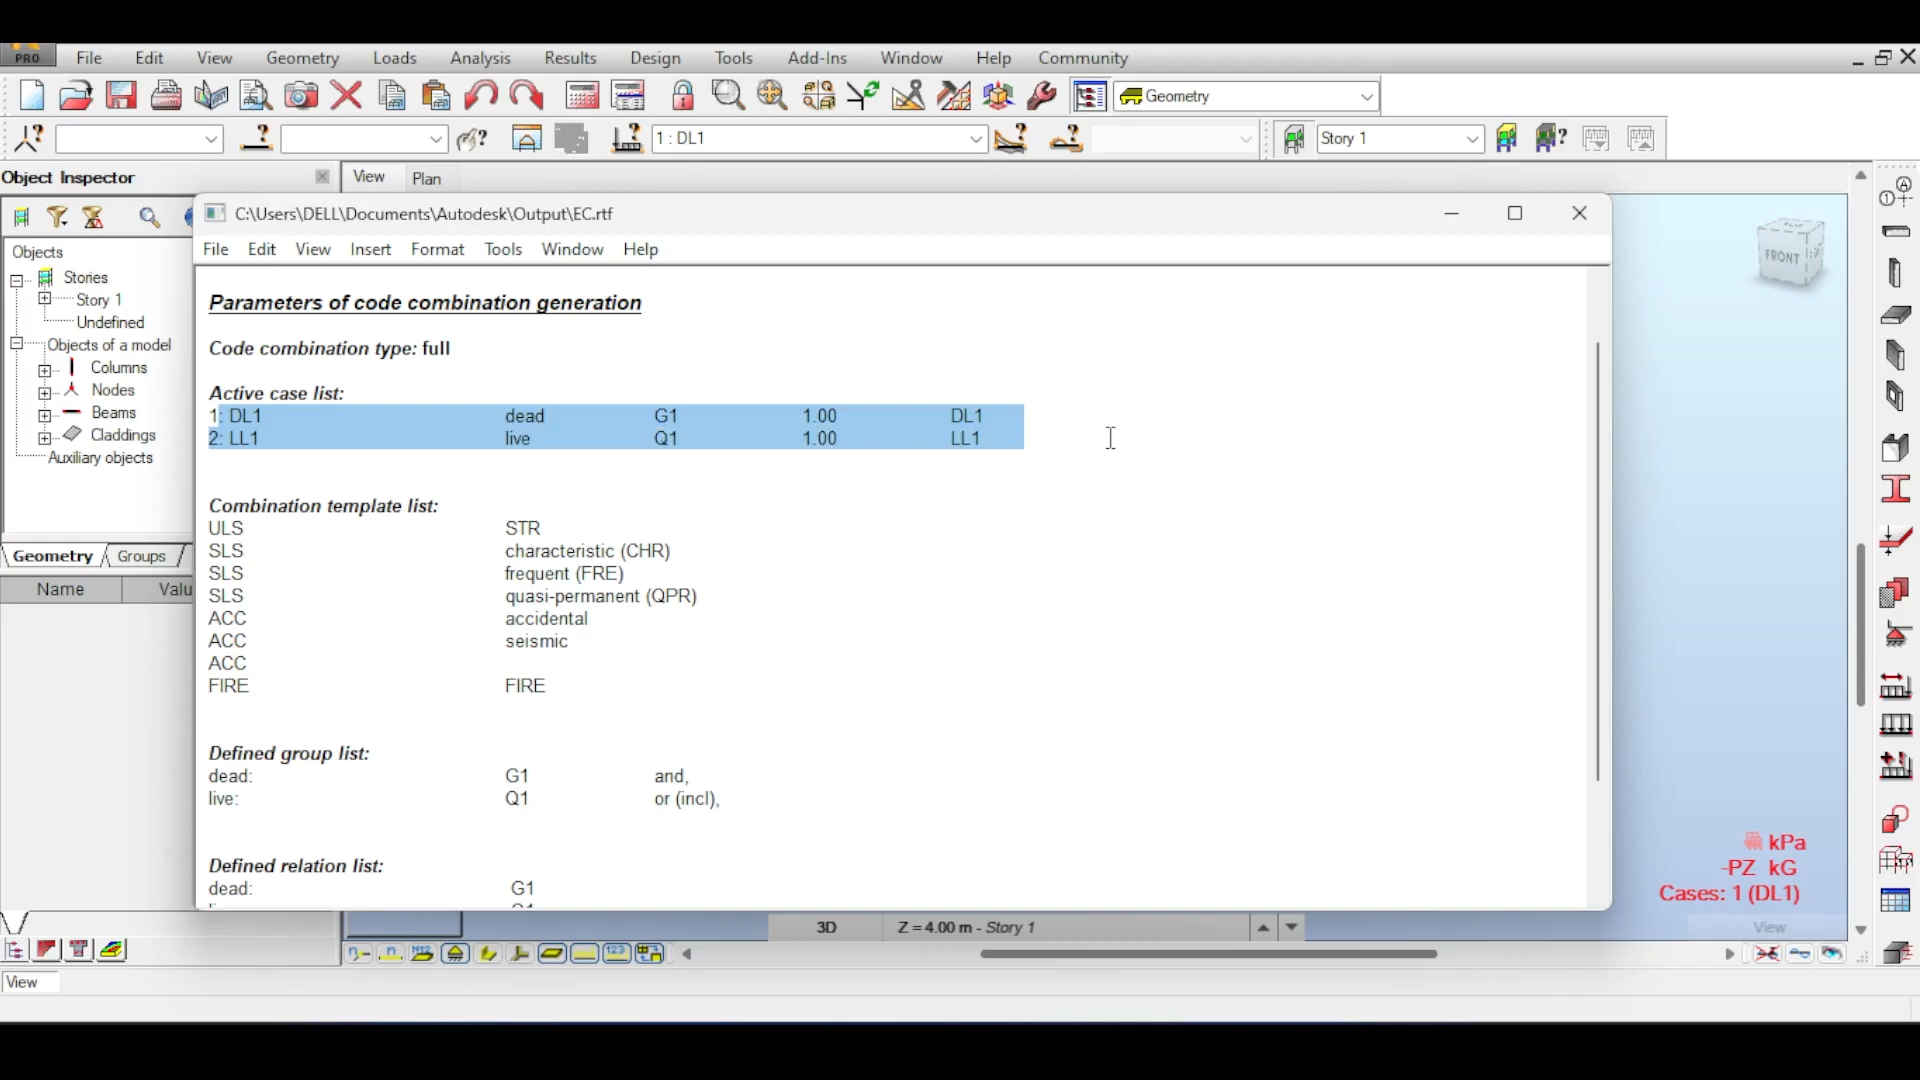 PRO File Edit View Geometry Loads Analysis Results Design Tools Add-Ins Window Help Community
Geometry
1 : DL1
Story 1
Object Inspector
View Plan
C:\Users\DELL\Documents\Autodesk\Output\EC.rtf
File Edit View Insert Format Tools Window Help
Objects
Stories
Story 1
Undefined
Objects of a model
Columns
Nodes
Beams
Claddings
Auxiliary objects
Geometry Groups
Name Valu
Parameters of code combination generation
Code combination type: full
Active case list:
1: DL1 dead G1 1.00 DL1
2: LL1 live Q1 1.00 LL1
Combination template list:
ULS STR
SLS characteristic (CHR)
SLS frequent (FRE)
SLS quasi-permanent (QPR)
ACC accidental
ACC seismic
ACC
FIRE FIRE
Defined group list:
dead: G1 and,
live: Q1 or (incl),
Defined relation list:
dead: G1
FRONT
kPa
-PZ kG
Cases: 1 (DL1)
3D Z = 4.00 m - Story 1
View
View